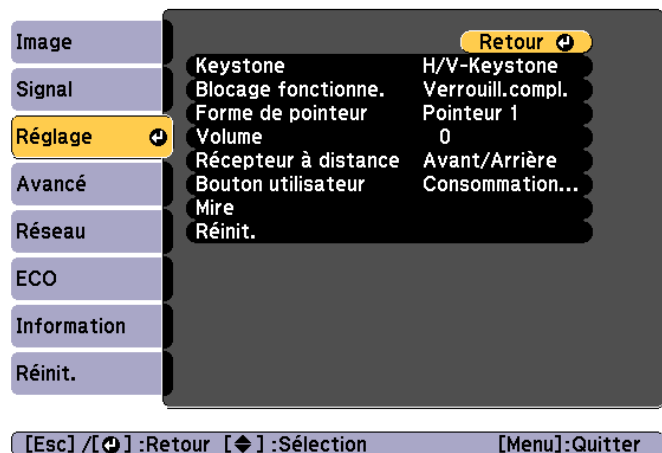 Image
Signal
Réglage
Avancé
Réseau
ECO
Information
Réinit.
Retour
Keystone H/V-Keystone
Blocage fonctionne. Verrouill.compl.
Forme de pointeur Pointeur 1
Volume 0
Récepteur à distance Avant/Arrière
Bouton utilisateur Consommation...
Mire
Réinit.
[Esc] /[ ] :Retour [ ] :Sélection [Menu]:Quitter